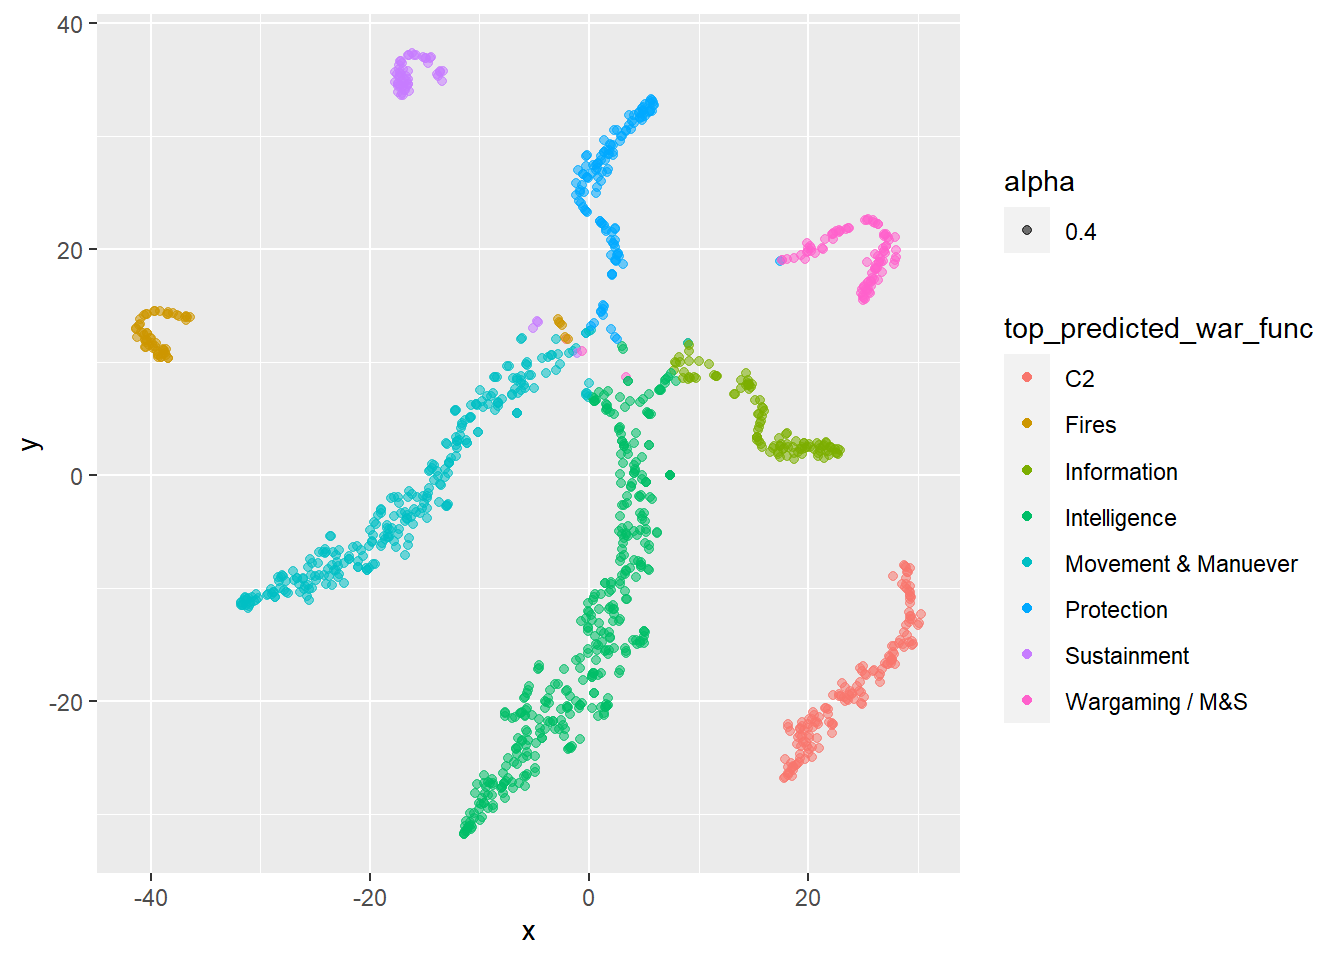 40
20
0
-20
y
-40
-20
0
20
x
alpha
0.4
top_predicted_war_func
C2
Fires
Information
Intelligence
Movement & Manuever
Protection
Sustainment
Wargaming / M&S